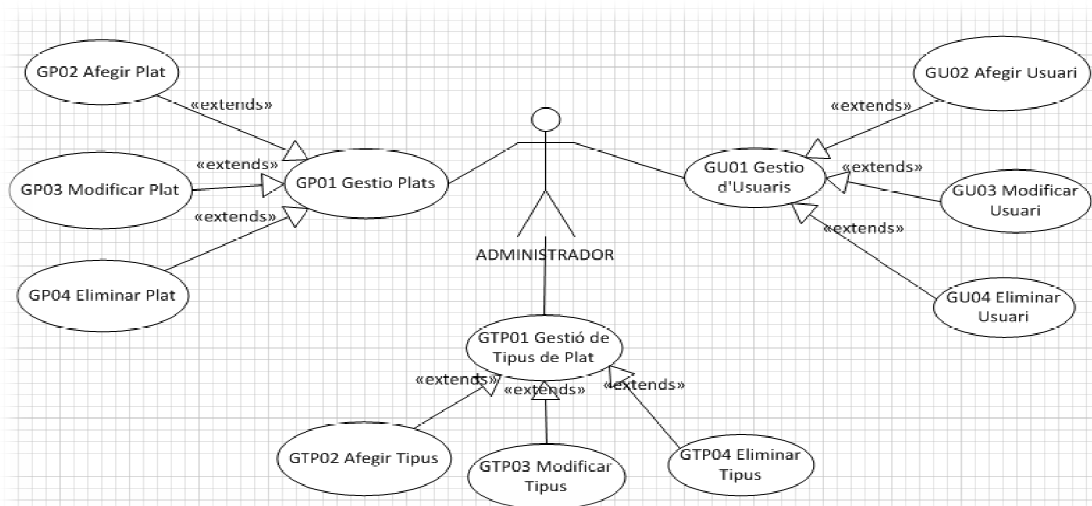 GP02 Afegir Plat
«extends»
GP03 Modificar Plat
«extends»
GP01 Gestio Plats
«extends»
GP04 Eliminar Plat
ADMINISTRADOR
GU02 Afegir Usuari
«extends»
GU01 Gestio
d'Usuaris
«extends»
GU03 Modificar
Usuari
«extends»
GU04 Eliminar
Usuari
GTP01 Gestió de
Tipus de Plat
«extends»
«extends»
«extends»
GTP02 Afegir Tipus
GTP03 Modificar
Tipus
GTP04 Eliminar
Tipus